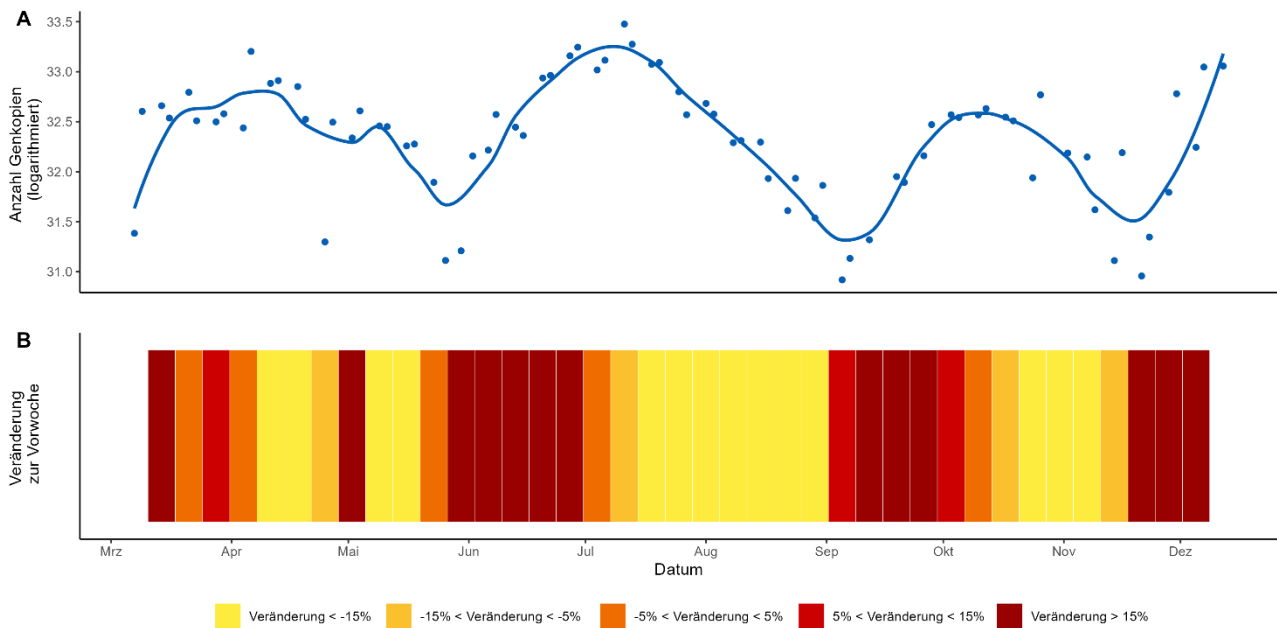 A
Anzahl Genkopien
(logarithmiert)
33.5
33.0
32.5
32.0
31.5
31.0
B
Veränderung
zur Vorwoche
Mrz Apr Mai Jun Jul Aug Sep Okt Nov Dez
Datum
Veränderung < -15% -15% < Veränderung < -5% -5% < Veränderung < 5% 5% < Veränderung < 15% Veränderung > 15%